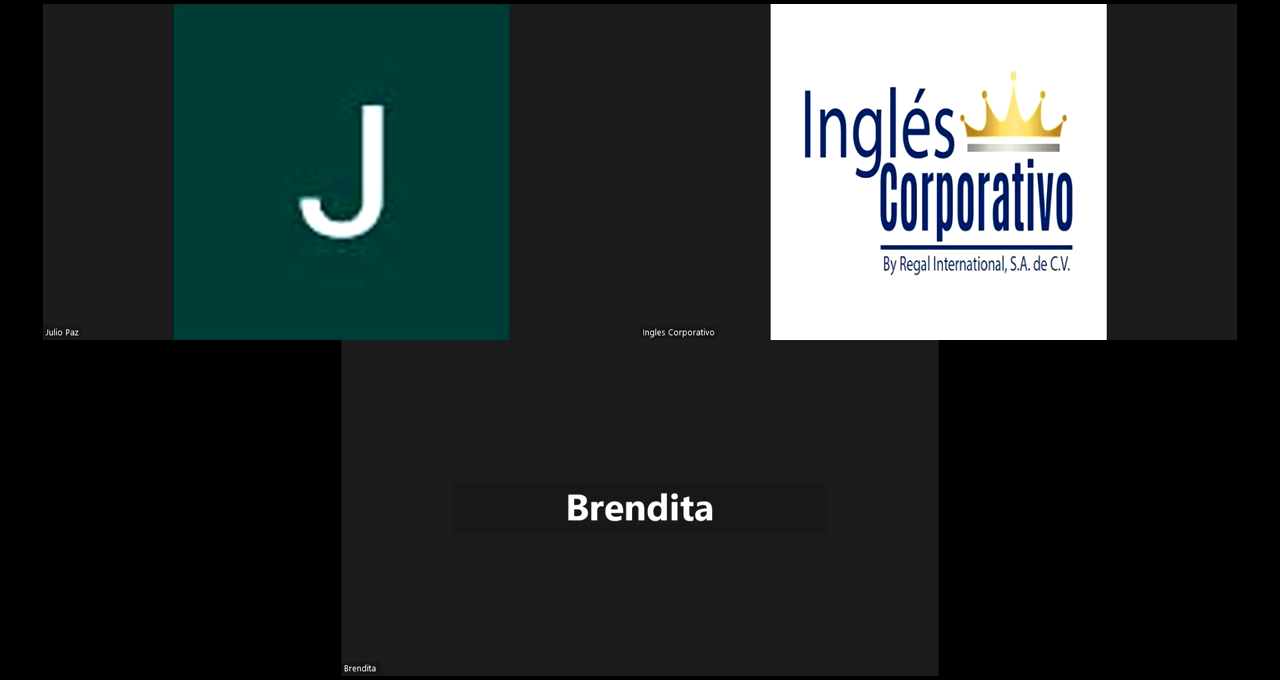 J
Inglés
Corporativo
By Regal International, S.A. de C.V.
Julio Paz
Ingles Corporativo
Brendita
Brendita